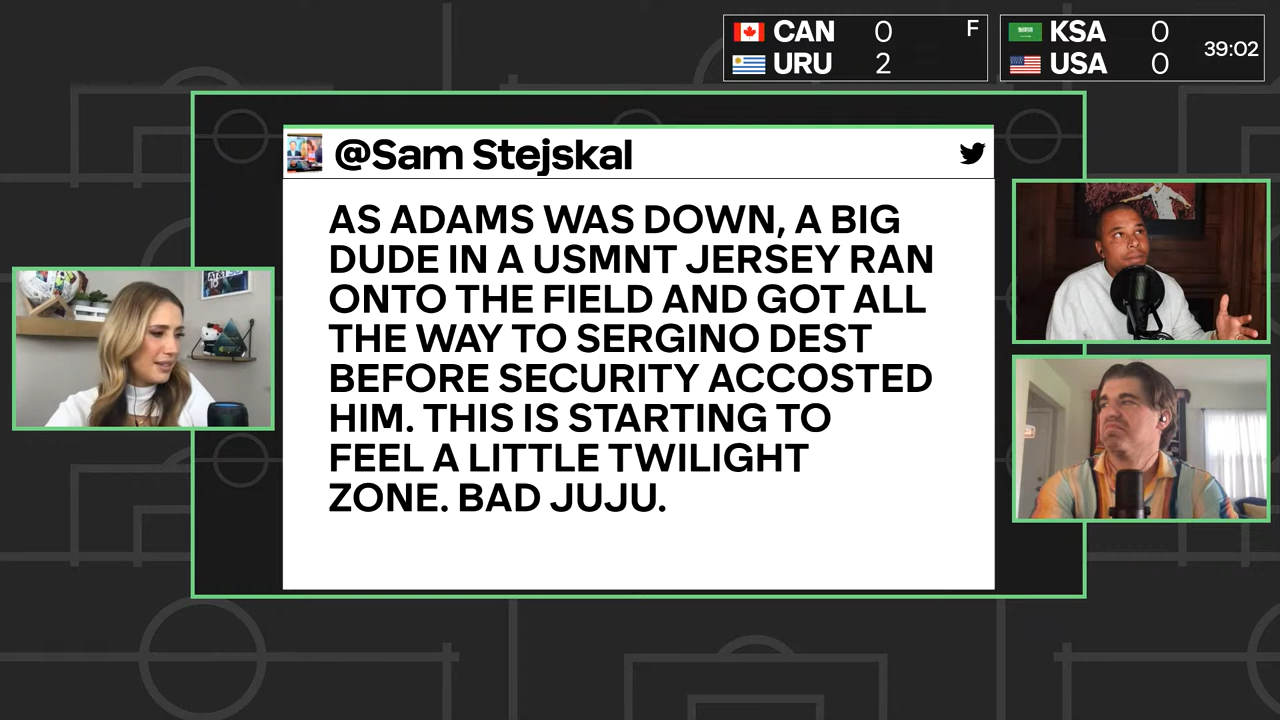 CAN 0 F
URU 2
KSA 0 39:02
USA 0
@Sam Stejskal
AS ADAMS WAS DOWN, A BIG
DUDE IN A USMNT JERSEY RAN
ONTO THE FIELD AND GOT ALL
THE WAY TO SERGINO DEST
BEFORE SECURITY ACCOSTED
HIM. THIS IS STARTING TO
FEEL A LITTLE TWILIGHT
ZONE. BAD JUJU.
AT&T